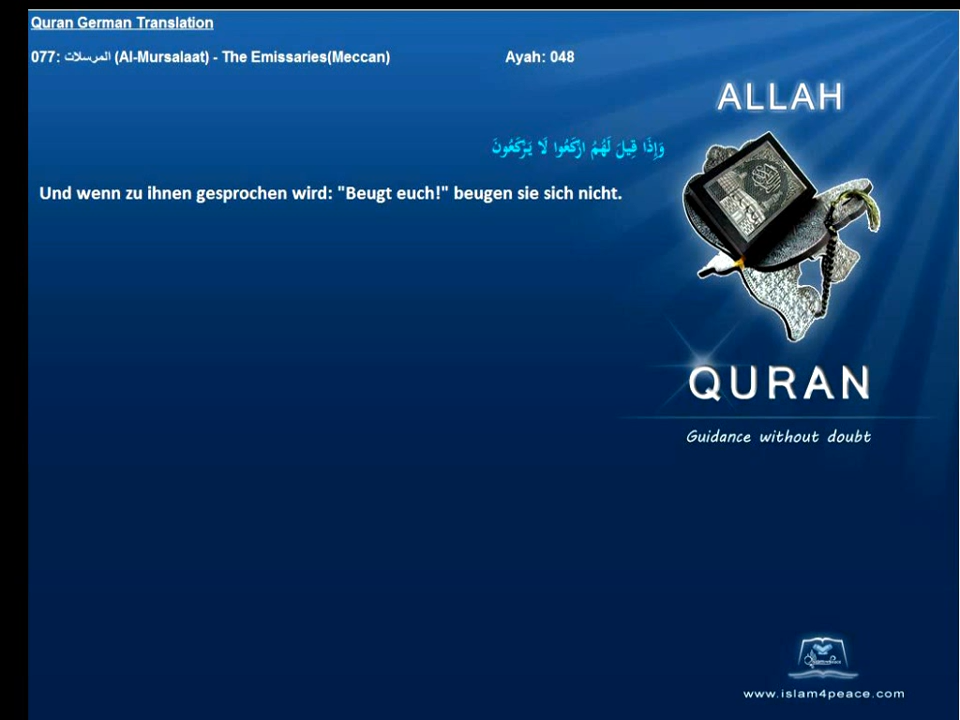 Quran German Translation
077: المرسلات (Al-Mursalaat) - The Emissaries(Meccan) Ayah: 048
ALLAH
وَإِذَا قِيلَ لَهُمُ ارْكَعُوا لَا يَرْكَعُونَ
Und wenn zu ihnen gesprochen wird: "Beugt euch!" beugen sie sich nicht.
QURAN
Guidance without doubt
www.islam4peace.com